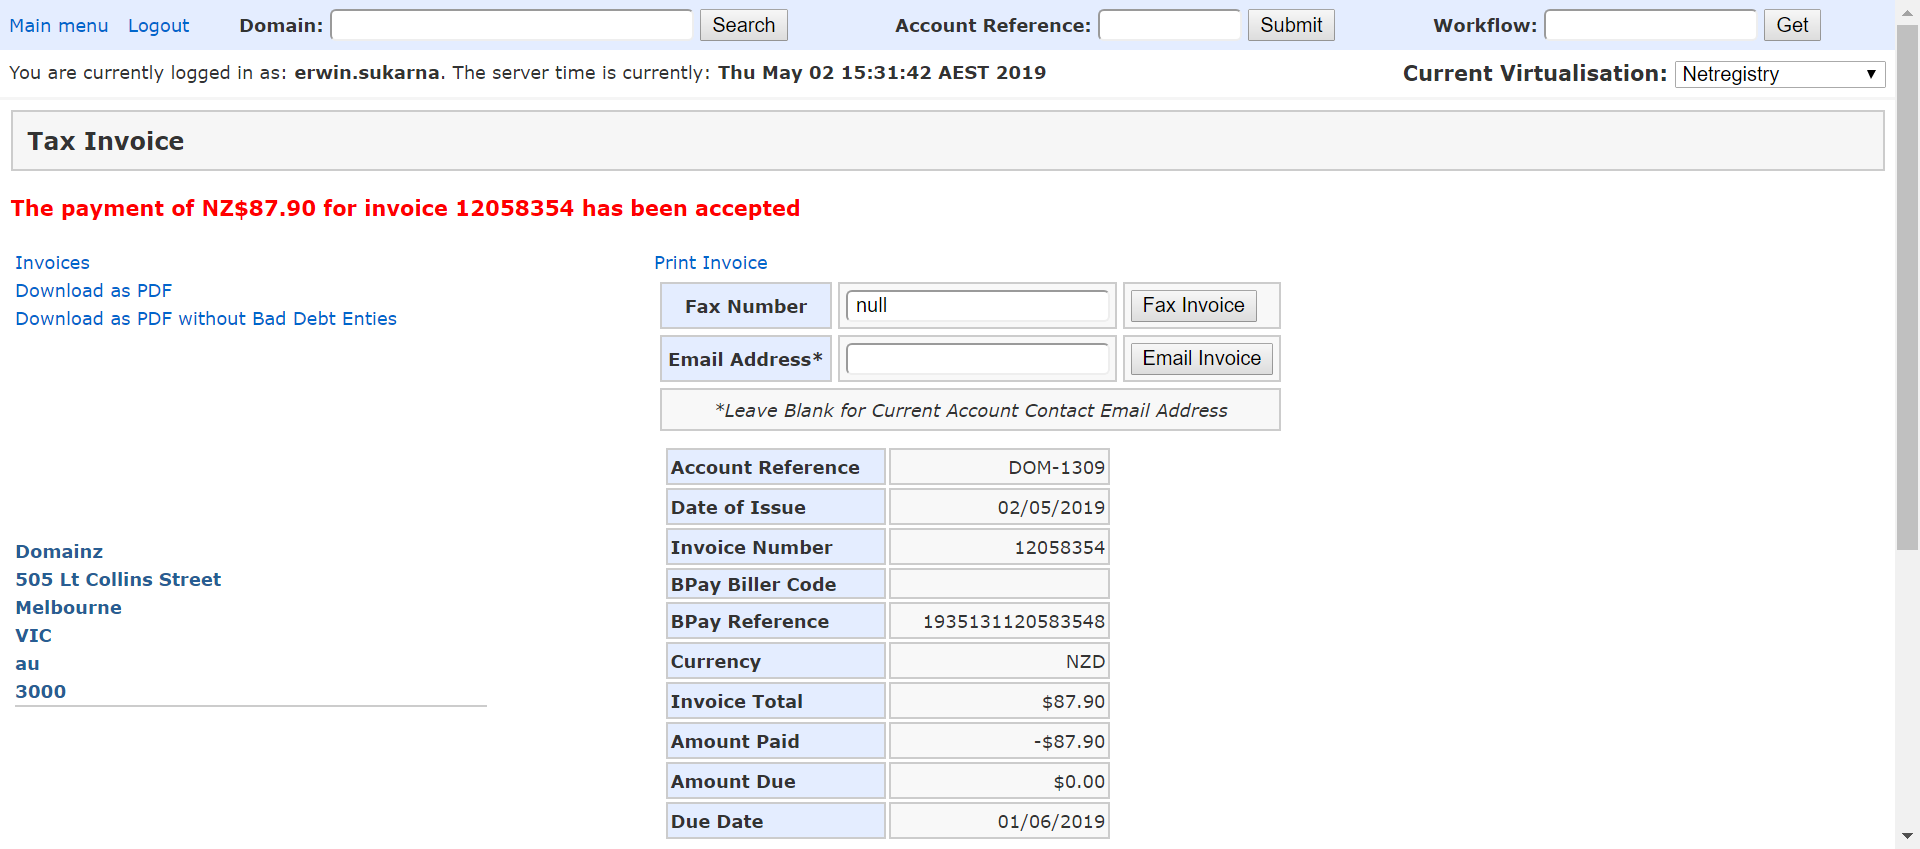 Main menu Logout Domain: Search Account Reference: Submit Workflow: Get
You are currently logged in as: erwin.sukarna. The server time is currently: Thu May 02 15:31:42 AEST 2019 Current Virtualisation: Netregistry
Tax Invoice
The payment of NZ$87.90 for invoice 12058354 has been accepted
Invoices
Download as PDF
Download as PDF without Bad Debt Enties
Domainz
505 Lt Collins Street
Melbourne
VIC
au
3000
Print Invoice
Fax Number null Fax Invoice
Email Address* Email Invoice
*Leave Blank for Current Account Contact Email Address
Account Reference DOM-1309
Date of Issue 02/05/2019
Invoice Number 12058354
BPay Biller Code
BPay Reference 1935131120583548
Currency NZD
Invoice Total $87.90
Amount Paid -$87.90
Amount Due $0.00
Due Date 01/06/2019